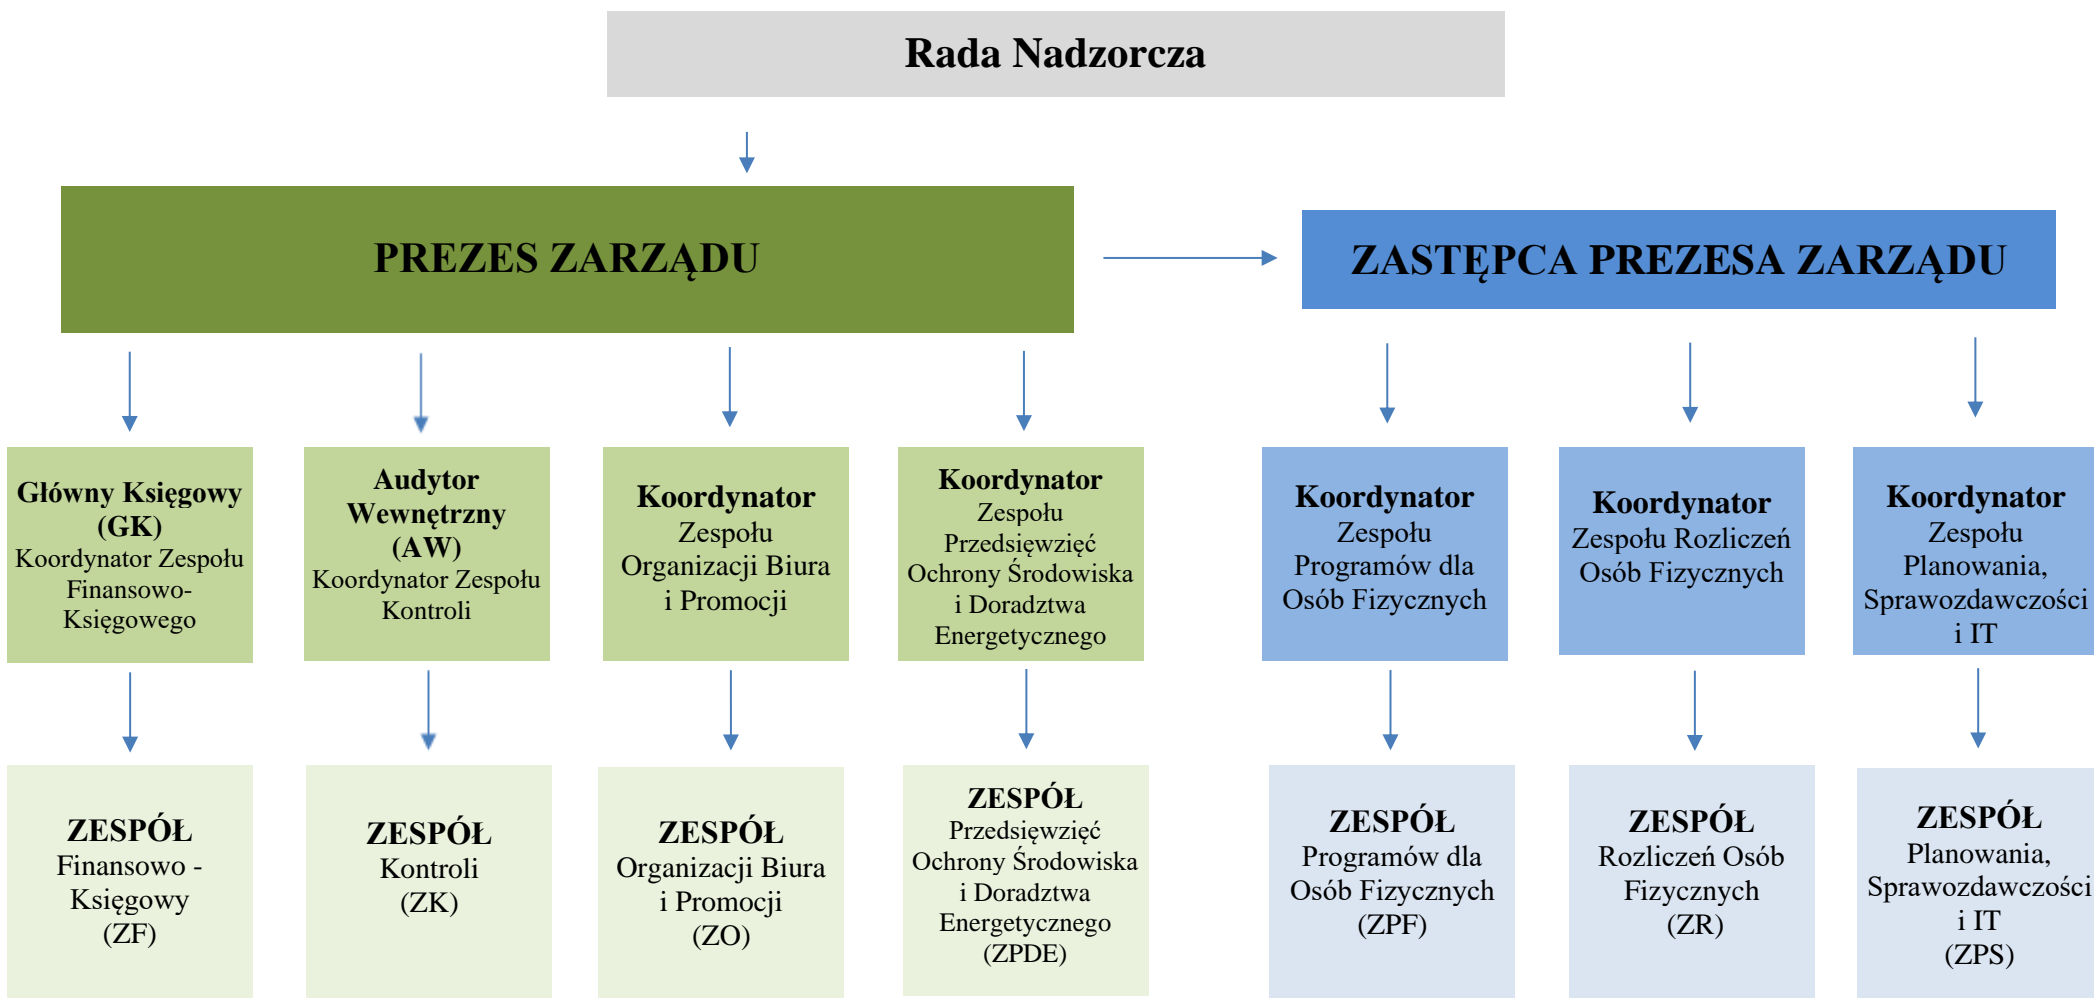 Rada Nadzorcza
PREZES ZARZĄDU
ZASTĘPCA PREZESA ZARZĄDU
Główny Księgowy
(GK)
Koordynator Zespołu
Finansowo-
Księgowego
Audytor
Wewnętrzny
(AW)
Koordynator Zespołu
Kontroli
Koordynator
Zespołu
Organizacji Biura
i Promocji
Koordynator
Zespołu
Przedsięwzięć
Ochrony Środowiska
i Doradztwa
Energetycznego
Koordynator
Zespołu
Programów dla
Osób Fizycznych
Koordynator
Zespołu Rozliczeń
Osób Fizycznych
Koordynator
Zespołu
Planowania,
Sprawozdawczości
i IT
ZESPÓŁ
Finansowo -
Księgowy
(ZF)
ZESPÓŁ
Kontroli
(ZK)
ZESPÓŁ
Organizacji Biura
i Promocji
(ZO)
ZESPÓŁ
Przedsięwzięć
Ochrony Środowiska
i Doradztwa
Energetycznego
(ZPDE)
ZESPÓŁ
Programów dla
Osób Fizycznych
(ZPF)
ZESPÓŁ
Rozliczeń Osób
Fizycznych
(ZR)
ZESPÓŁ
Planowania,
Sprawozdawczości
i IT
(ZPS)